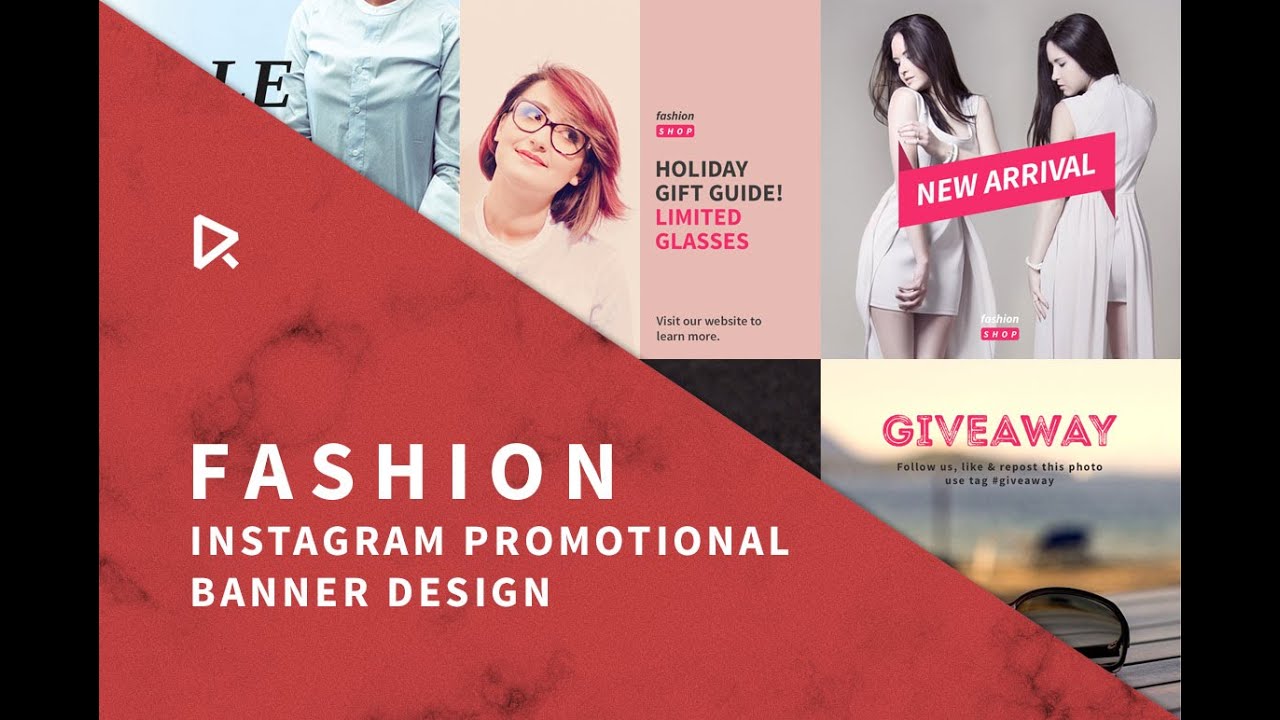 LE
fashion
SHOP
HOLIDAY
GIFT GUIDE!
LIMITED
GLASSES
Visit our website to
learn more.
NEW ARRIVAL
fashion
SHOP
GIVEAWAY
Follow us, like & repost this photo
use tag #giveaway
FASHION
INSTAGRAM PROMOTIONAL
BANNER DESIGN